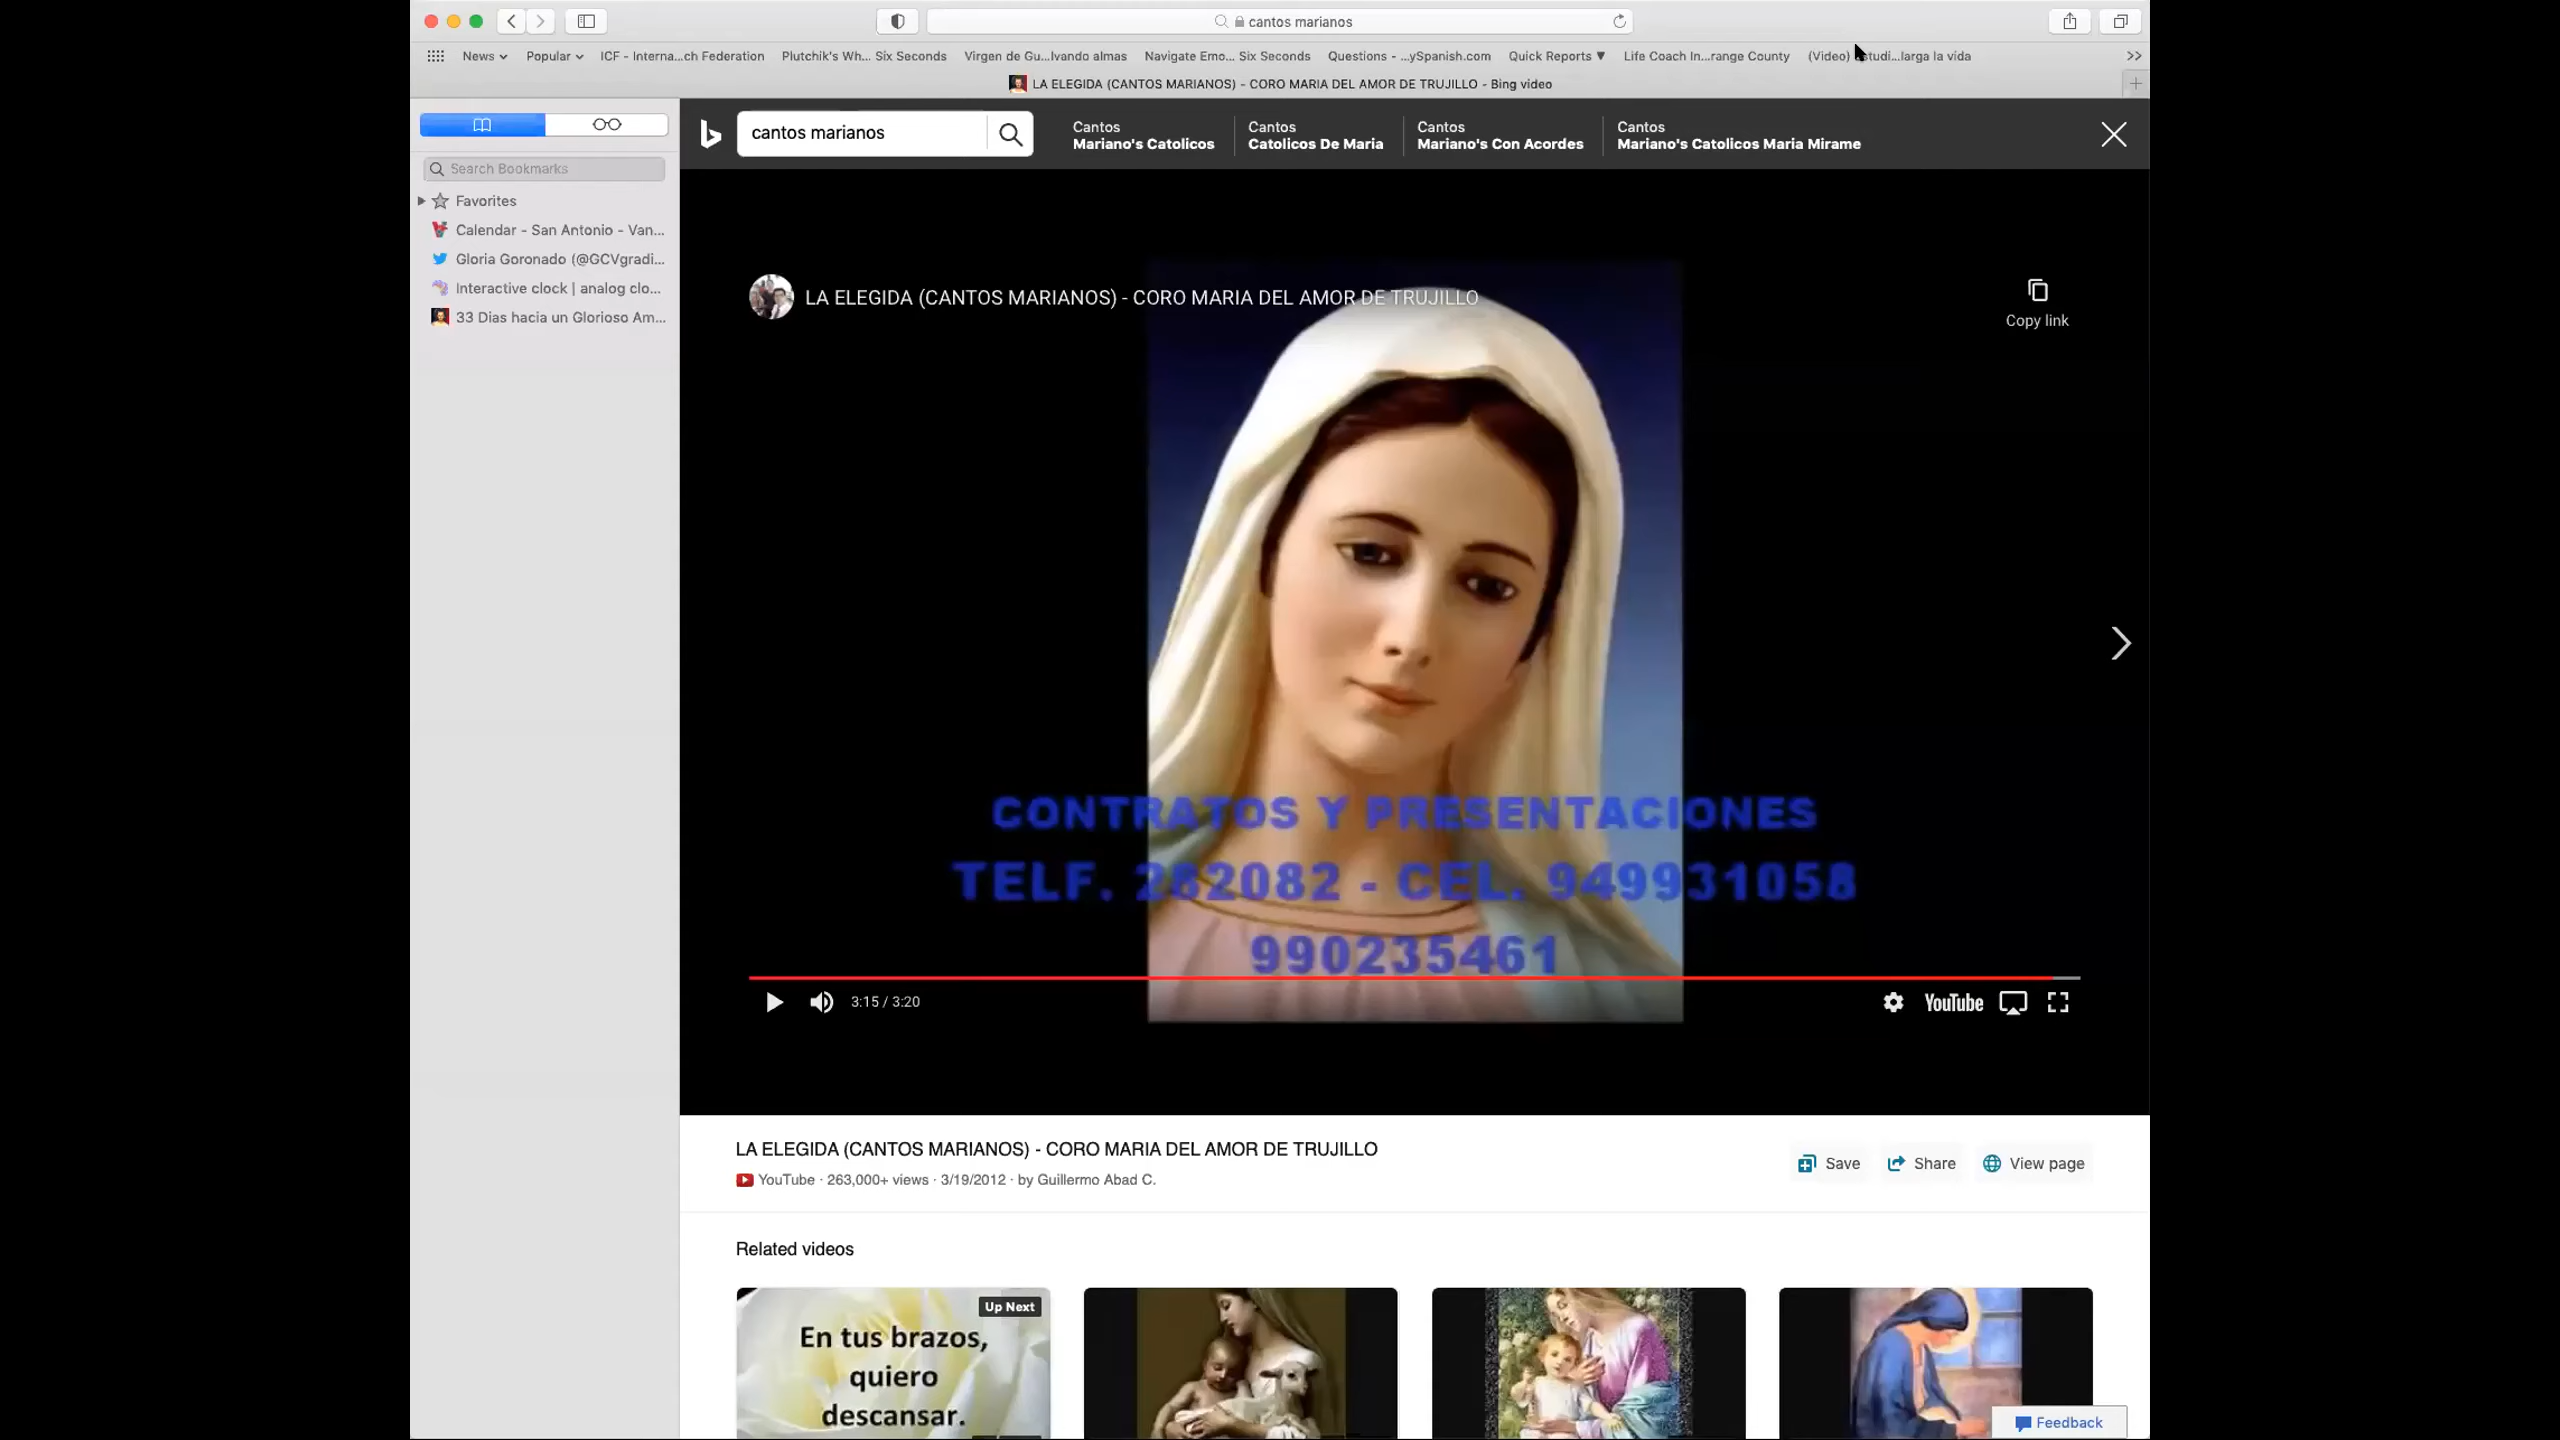 cantos marianos
News
Popular
ICF - Interna...ch Federation
Plutchik's Wh... Six Seconds
Virgen de Gu...lvando almas
Navigate Emo... Six Seconds
Questions - ...ySpanish.com
Quick Reports ▼
Life Coach In...range County
(Video) studi...larga la vida
>>
LA ELEGIDA (CANTOS MARIANOS) - CORO MARIA DEL AMOR DE TRUJILLO - Bing video
Search Bookmarks
Favorites
Calendar - San Antonio - Van...
Gloria Goronado (@GCVgradi...
Interactive clock | analog clo...
33 Dias hacia un Glorioso Am...
cantos marianos
Cantos
Mariano's Catolicos
Cantos
Catolicos De Maria
Cantos
Mariano's Con Acordes
Cantos
Mariano's Catolicos Maria Mirame
LA ELEGIDA (CANTOS MARIANOS) - CORO MARIA DEL AMOR DE TRUJILLO
Copy link
CONTRATOS Y PRESENTACIONES
TELF. 282082 - CEL. 949931058
990235461
3:15 / 3:20
YouTube
LA ELEGIDA (CANTOS MARIANOS) - CORO MARIA DEL AMOR DE TRUJILLO
YouTube · 263,000+ views · 3/19/2012 · by Guillermo Abad C.
Save
Share
View page
Related videos
Up Next
En tus brazos,
quiero
descansar.
Feedback